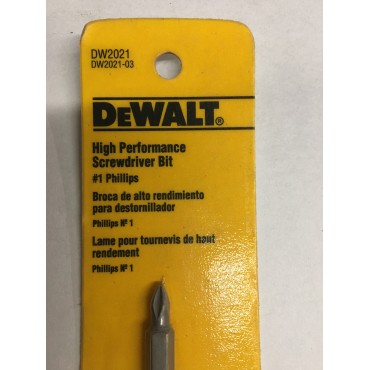 DW2021
DW2021-03
DEWALT®
High Performance
Screwdriver Bit
#1 Phillips
Broca de alto rendimiento
para destornillador
Phillips Nº 1
Lame pour tournevis de haut
rendement
Phillips Nº 1